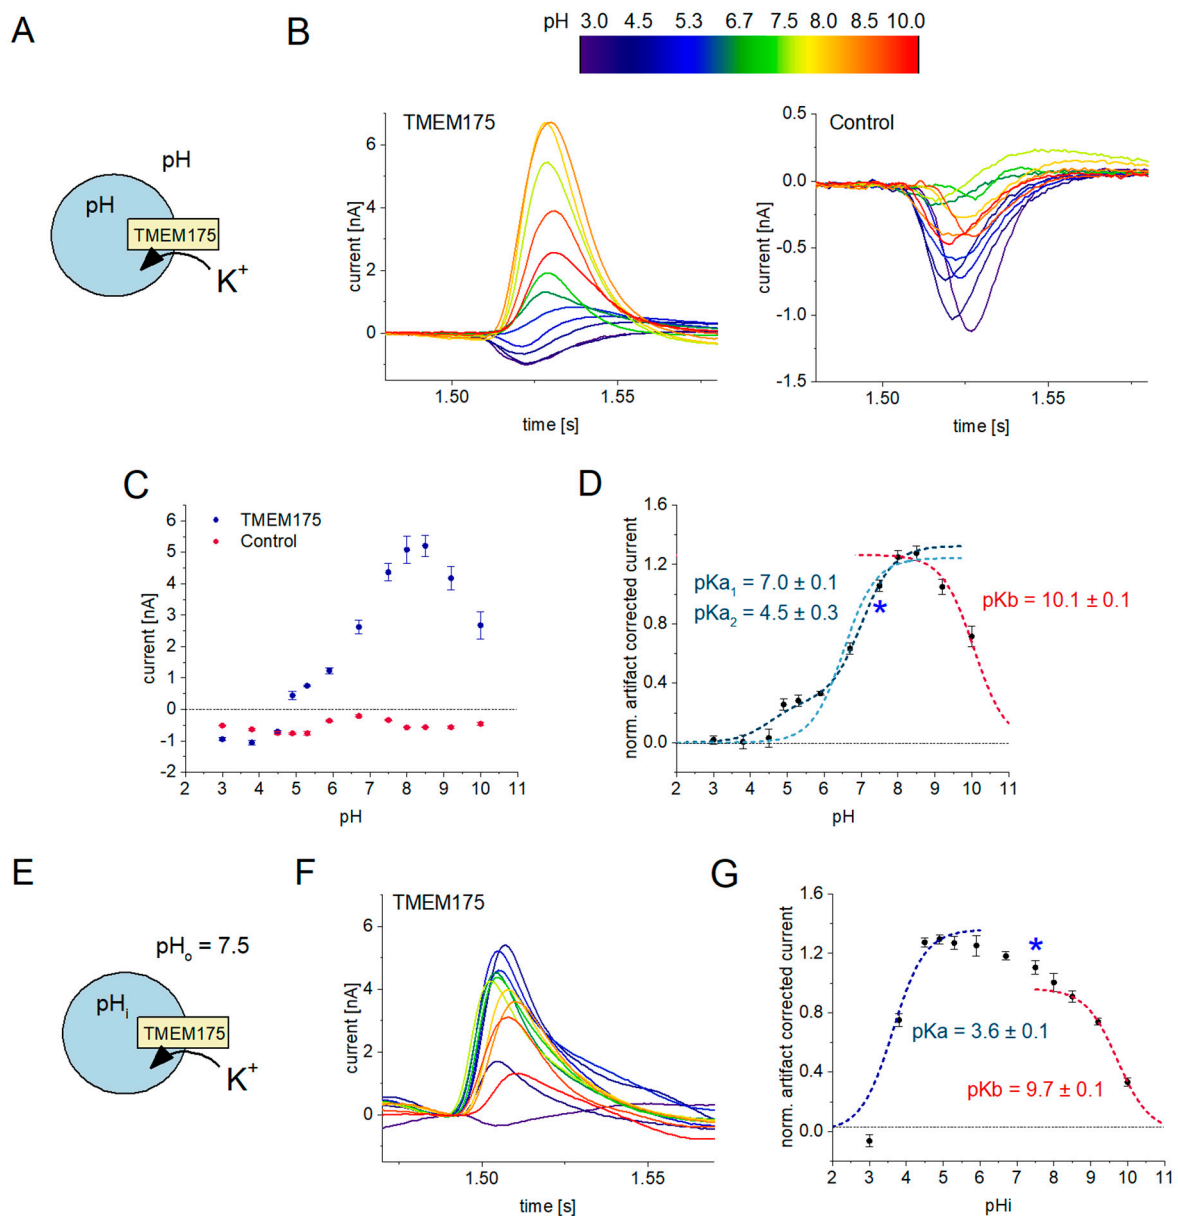 A
B
pH 3.0 4.5 5.3 6.7 7.5 8.0 8.5 10.0
pH
pH
TMEM175
K+
TMEM175
6
4
2
0
current [nA]
1.50 1.55
time [s]
Control
0.5
0.0
-0.5
-1.0
-1.5
current [nA]
1.50 1.55
time [s]
C
TMEM175
Control
6
5
4
3
2
1
0
-1
-2
current [nA]
2 3 4 5 6 7 8 9 10 11
pH
D
1.6
1.2
0.8
0.4
0.0
norm. artifact corrected current
pKa1 = 7.0 ± 0.1
pKa2 = 4.5 ± 0.3
*
pKb = 10.1 ± 0.1
2 3 4 5 6 7 8 9 10 11
pH
E
pHo = 7.5
pHi
TMEM175
K+
F
TMEM175
6
4
2
0
current [nA]
1.50 1.55
time [s]
G
1.6
1.2
0.8
0.4
0.0
norm. artifact corrected current
*
pKa = 3.6 ± 0.1
pKb = 9.7 ± 0.1
2 3 4 5 6 7 8 9 10 11
pHi